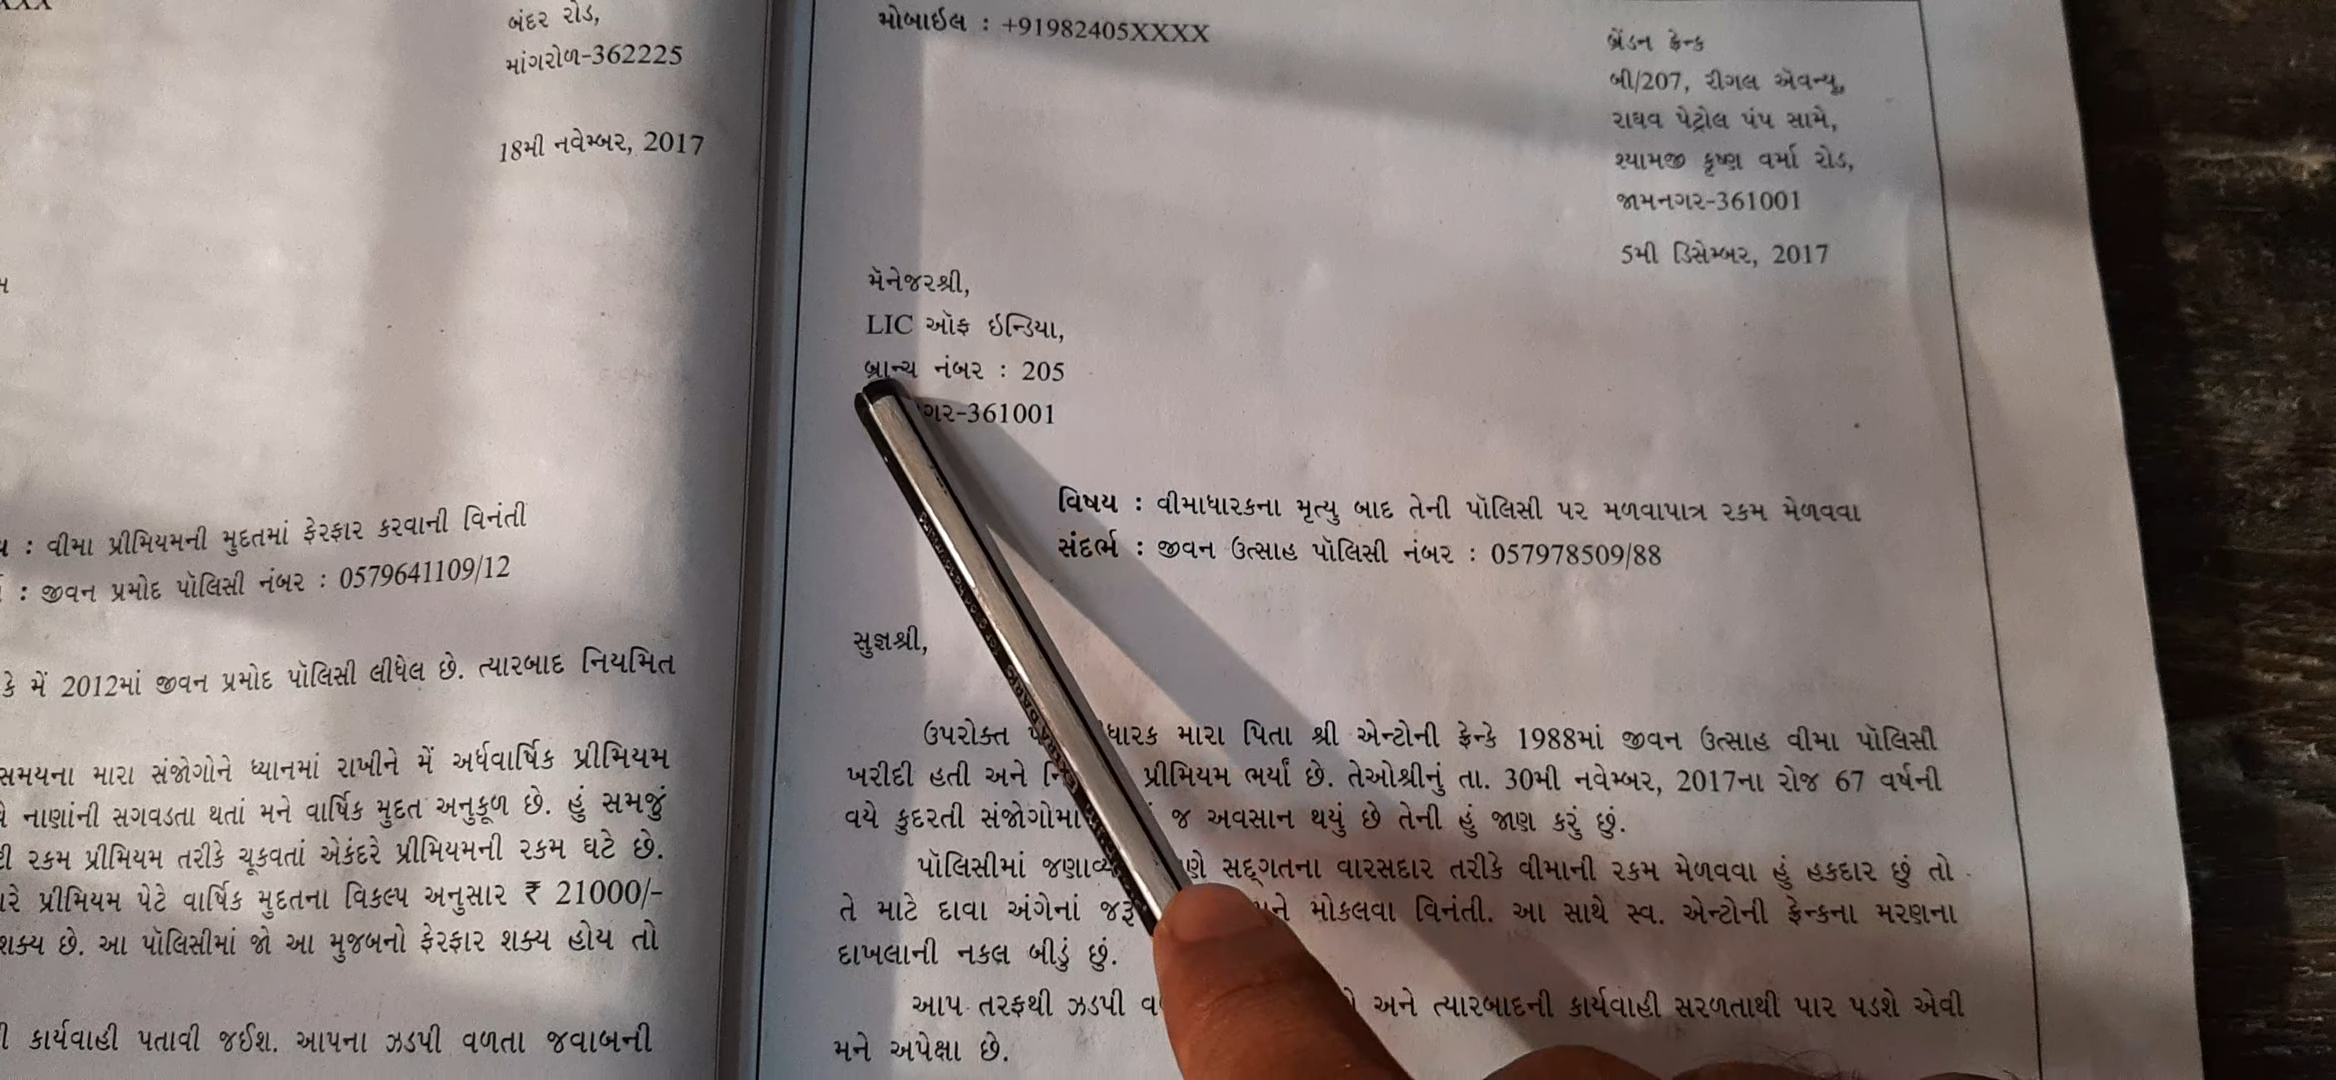 બંદર રોડ,
માંગરોળ-362225
18મી નવેમ્બર, 2017
: વીમા પ્રીમિયમની મુદતમાં ફેરફાર કરવાની વિનંતી
: જીવન પ્રમોદ પૉલિસી નંબર : 0579641109/12
કે મેં 2012માં જીવન પ્રમોદ પૉલિસી લીધેલ છે. ત્યારબાદ નિયમિત
સમયના મારા સંજોગોને ધ્યાનમાં રાખીને મેં અર્ધવાર્ષિક પ્રીમિયમ
નાણાંની સગવડતા થતાં મને વાર્ષિક મુદત અનુકૂળ છે. હું સમજું
રકમ પ્રીમિયમ તરીકે ચૂકવતાં એકંદરે પ્રીમિયમની રકમ ઘટે છે.
પ્રીમિયમ પેટે વાર્ષિક મુદતના વિકલ્પ અનુસાર ₹ 21000/-
શક્ય છે. આ પૉલિસીમાં જો આ મુજબનો ફેરફાર શક્ય હોય તો
કાર્યવાહી પતાવી જઈશ. આપના ઝડપી વળતા જવાબની
મોબાઇલ : +91982405XXXX
બ્રેંડન ફ્રેન્ક
બી/207, રીગલ ઍવન્યૂ,
રાઘવ પેટ્રોલ પંપ સામે,
શ્યામજી કૃષ્ણ વર્મા રોડ,
જામનગર-361001
5મી ડિસેમ્બર, 2017
મૅનેજરશ્રી,
LIC ઑફ ઇન્ડિયા,
બ્રાન્ચ નંબર : 205
ગર-361001
વિષય : વીમાધારકના મૃત્યુ બાદ તેની પૉલિસી પર મળવાપાત્ર રકમ મેળવવા
સંદર્ભ : જીવન ઉત્સાહ પૉલિસી નંબર : 057978509/88
સુજ્ઞશ્રી,
ઉપરોક્ત ધારક મારા પિતા શ્રી એન્ટોની ફ્રેન્કે 1988માં જીવન ઉત્સાહ વીમા પૉલિસી
ખરીદી હતી અને પ્રીમિયમ ભર્યાં છે. તેઓશ્રીનું તા. 30મી નવેમ્બર, 2017ના રોજ 67 વર્ષની
વયે કુદરતી સંજોગોમાં જ અવસાન થયું છે તેની હું જાણ કરું છું.
પૉલિસીમાં જણાવ્યા સદ્ગતના વારસદાર તરીકે વીમાની રકમ મેળવવા હું હકદાર છું તો
તે માટે દાવા અંગેનાં મને મોકલવા વિનંતી. આ સાથે સ્વ. એન્ટોની ફ્રેન્કના મરણના
દાખલાની નકલ બીડું છું.
આપ તરફથી ઝડપી અને ત્યારબાદની કાર્યવાહી સરળતાથી પાર પડશે એવી
મને અપેક્ષા છે.